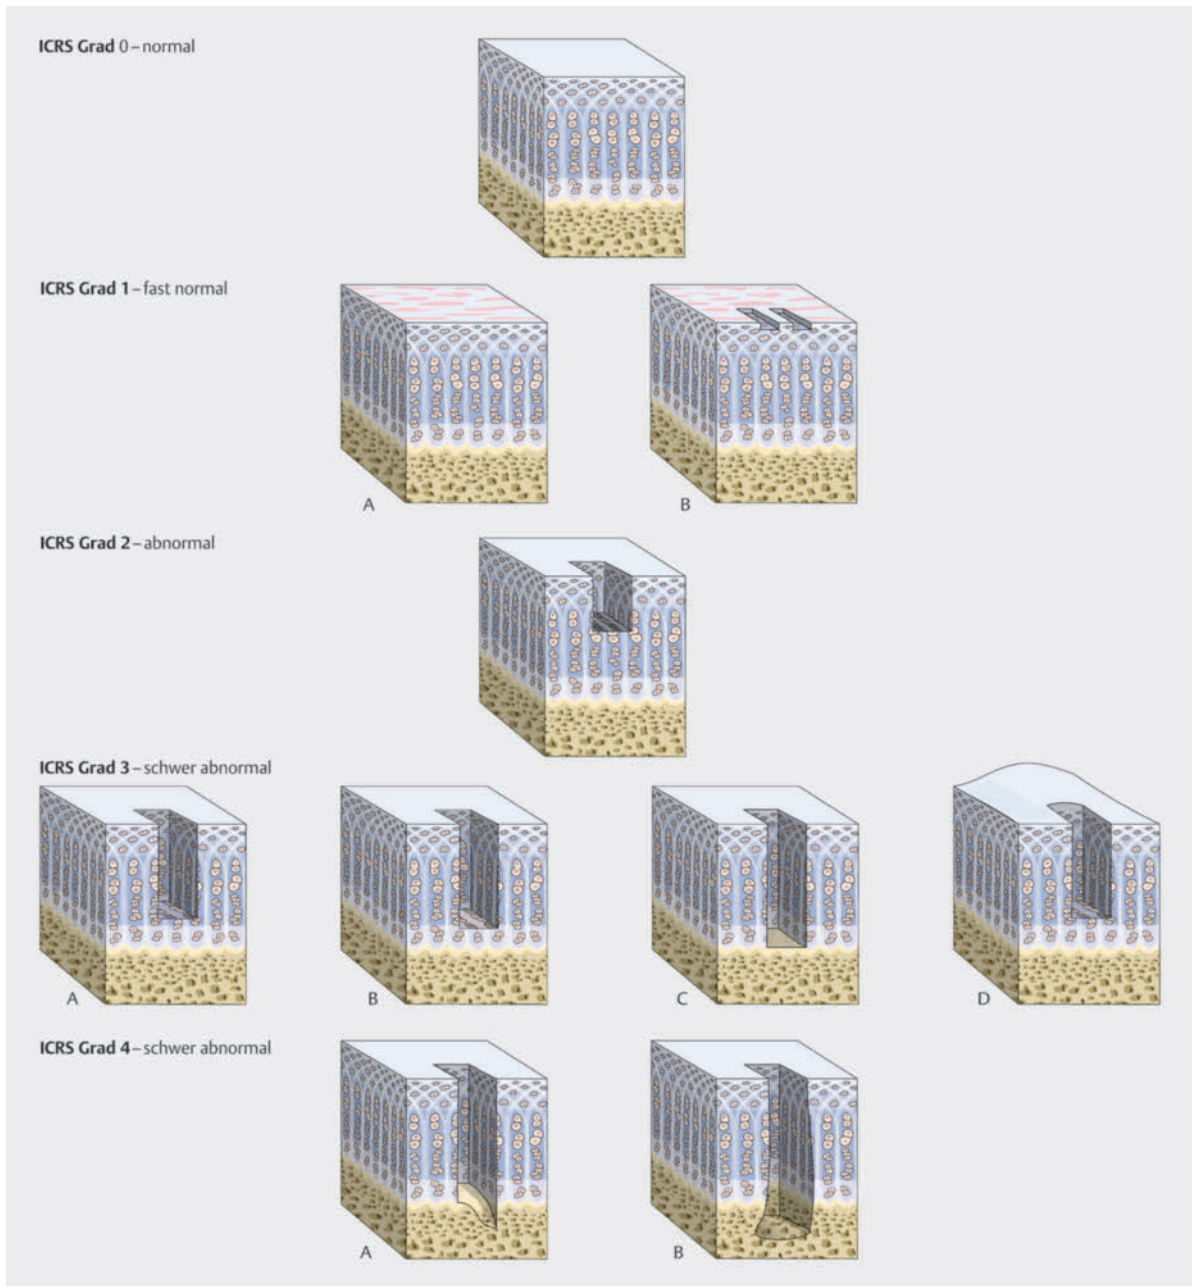 ICRS Grad 0 – normal
ICRS Grad 1 – fast normal
A
B
ICRS Grad 2 – abnormal
ICRS Grad 3 – schwer abnormal
A
B
C
D
ICRS Grad 4 – schwer abnormal
A
B